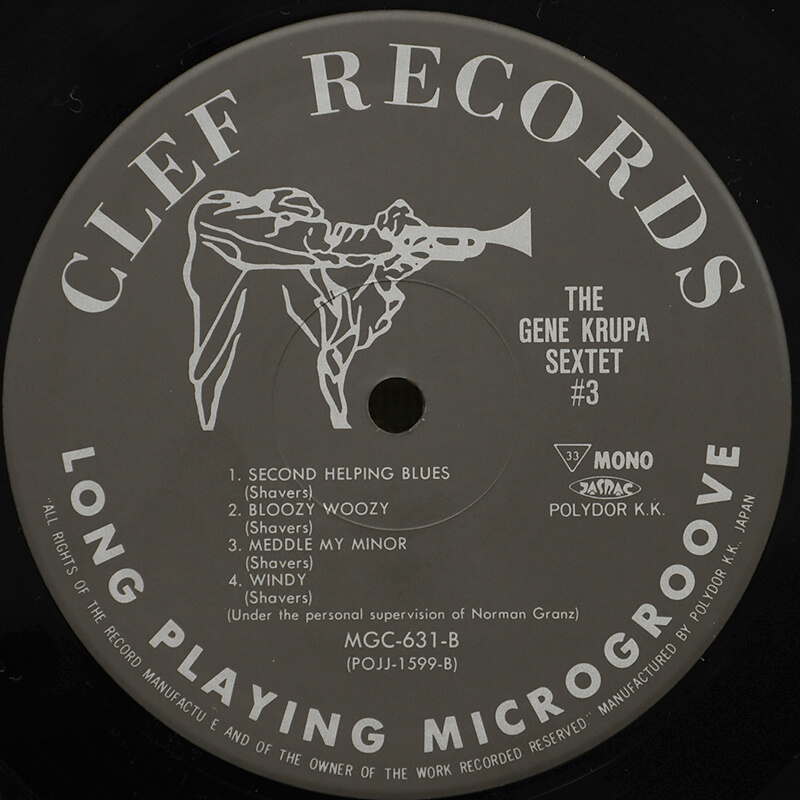 CLEF RECORDS
THE
GENE KRUPA
SEXTET
#3
33 MONO
JASRAC
POLYDOR K.K.
1. SECOND HELPING BLUES
(Shavers)
2. BLOOZY WOOZY
(Shavers)
3. MEDDLE MY MINOR
(Shavers)
4. WINDY
(Shavers)
(Under the personal supervision of Norman Granz)
MGC-631-B
(POJJ-1599-B)
LONG PLAYING MICROGROOVE
"ALL RIGHTS OF THE RECORD MANUFACTU E AND OF THE OWNER OF THE WORK RECORDED RESERVED" MANUFACTURED BY POLYDOR K.K., JAPAN